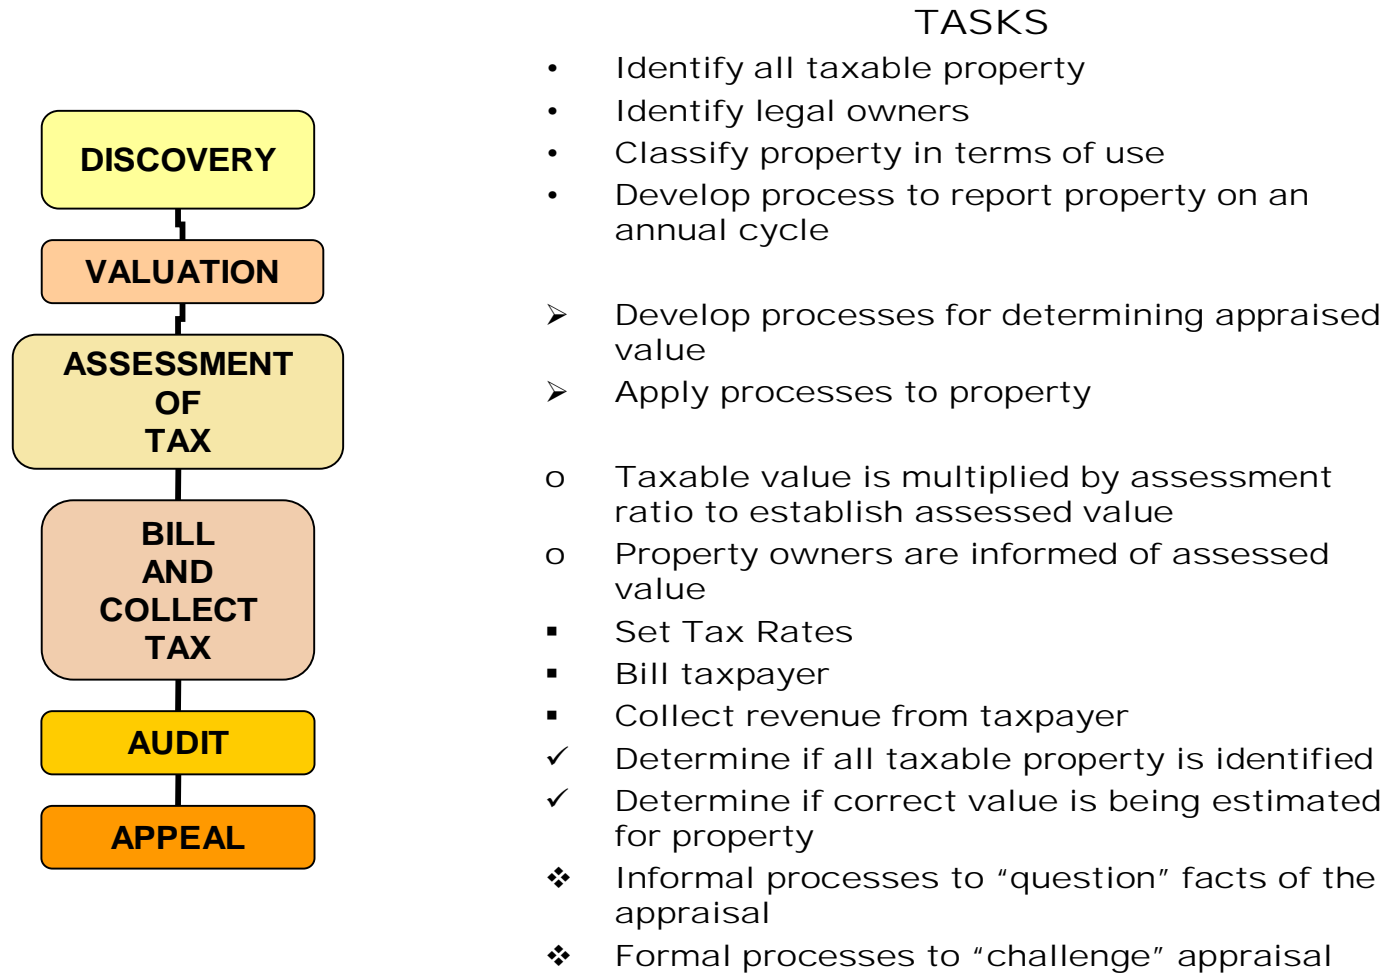 TASKS
• Identify all taxable property
• Identify legal owners
• Classify property in terms of use
• Develop process to report property on an
annual cycle
➢ Develop processes for determining appraised
value
➢ Apply processes to property
o Taxable value is multiplied by assessment
ratio to establish assessed value
o Property owners are informed of assessed
value
▪ Set Tax Rates
▪ Bill taxpayer
▪ Collect revenue from taxpayer
✓ Determine if all taxable property is identified
✓ Determine if correct value is being estimated
for property
❖ Informal processes to “question” facts of the
appraisal
❖ Formal processes to “challenge” appraisal
DISCOVERY
VALUATION
ASSESSMENT
OF
TAX
BILL
AND
COLLECT
TAX
AUDIT
APPEAL